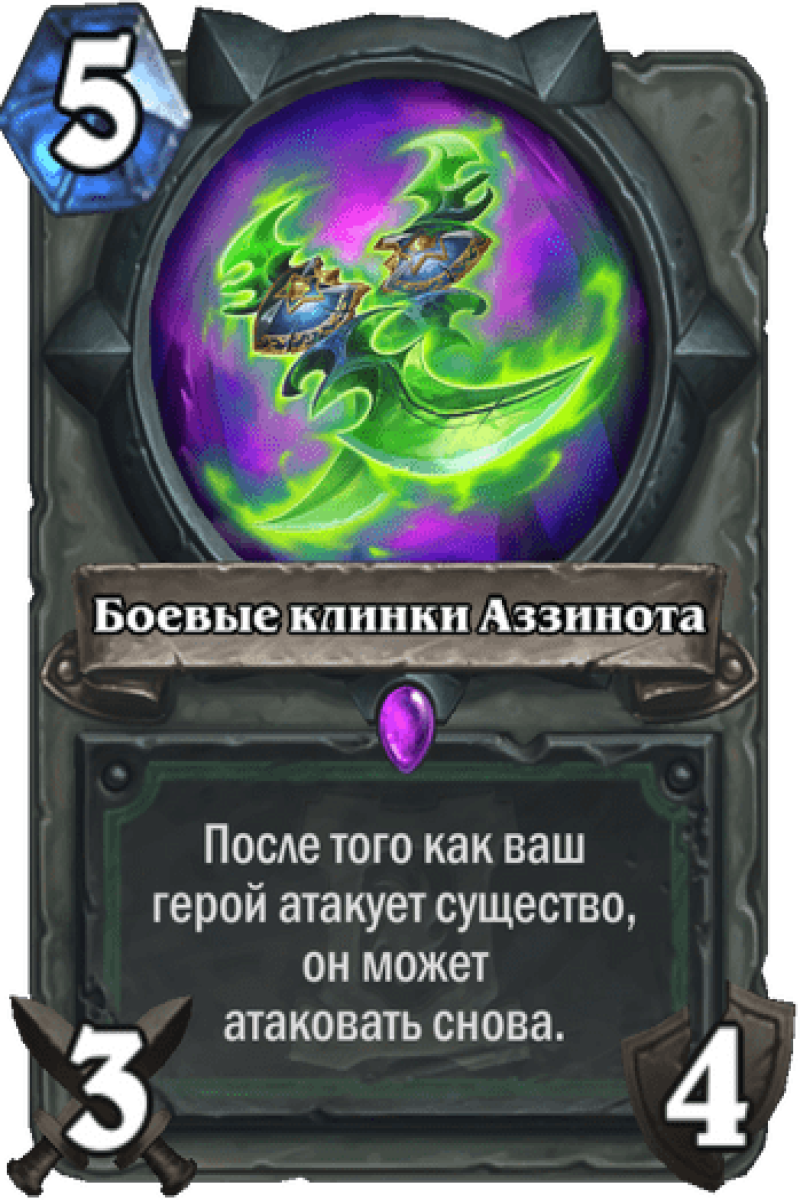 5
Боевые клинки Аззинота
После того как ваш
герой атакует существо,
он может
атаковать снова.
3
4